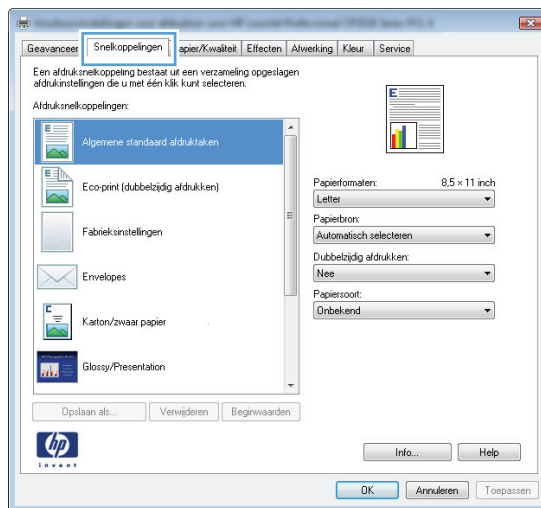 Geavanceer Snelkoppelingen apier/Kwaliteit Effecten Afwerking Kleur Service
Een afdruksnelkoppeling bestaat uit een verzameling opgeslagen
afdrukinstellingen die u met één klik kunt selecteren.
Afdruksnelkoppelingen:
E
Algemene standaard afdruktaken
E
Eco-print (dubbelzijdig afdrukken)
Fabrieksinstellingen
Envelopes
C
Karton/zwaar papier
Glossy/Presentation
Opslaan als... Verwijderen Beginwaarden
E
Papierformaten: 8,5 × 11 inch
Letter
Papierbron:
Automatisch selecteren
Dubbelzijdig afdrukken:
Nee
Papiersoort:
Onbekend
hp
invent
Info... Help
OK Annuleren Toepassen